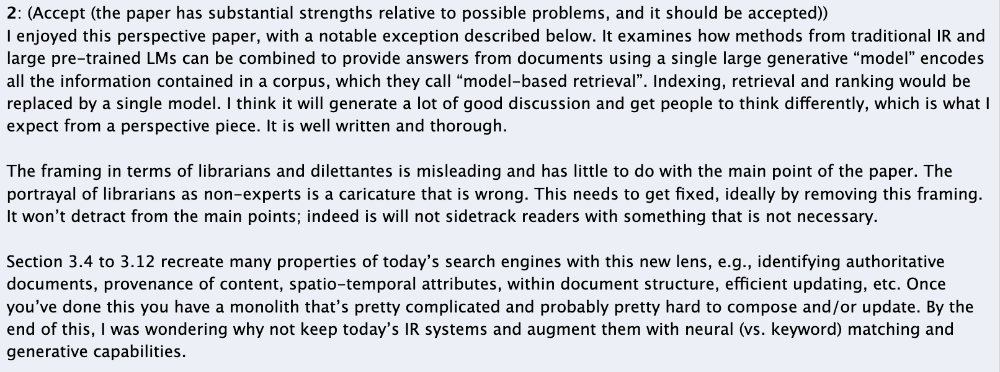 2: (Accept (the paper has substantial strengths relative to possible problems, and it should be accepted))
I enjoyed this perspective paper, with a notable exception described below. It examines how methods from traditional IR and
large pre-trained LMs can be combined to provide answers from documents using a single large generative “model” encodes
all the information contained in a corpus, which they call “model-based retrieval”. Indexing, retrieval and ranking would be
replaced by a single model. I think it will generate a lot of good discussion and get people to think differently, which is what I
expect from a perspective piece. It is well written and thorough.

The framing in terms of librarians and dilettantes is misleading and has little to do with the main point of the paper. The
portrayal of librarians as non-experts is a caricature that is wrong. This needs to get fixed, ideally by removing this framing.
It won’t detract from the main points; indeed is will not sidetrack readers with something that is not necessary.

Section 3.4 to 3.12 recreate many properties of today’s search engines with this new lens, e.g., identifying authoritative
documents, provenance of content, spatio-temporal attributes, within document structure, efficient updating, etc. Once
you’ve done this you have a monolith that’s pretty complicated and probably pretty hard to compose and/or update. By the
end of this, I was wondering why not keep today’s IR systems and augment them with neural (vs. keyword) matching and
generative capabilities.